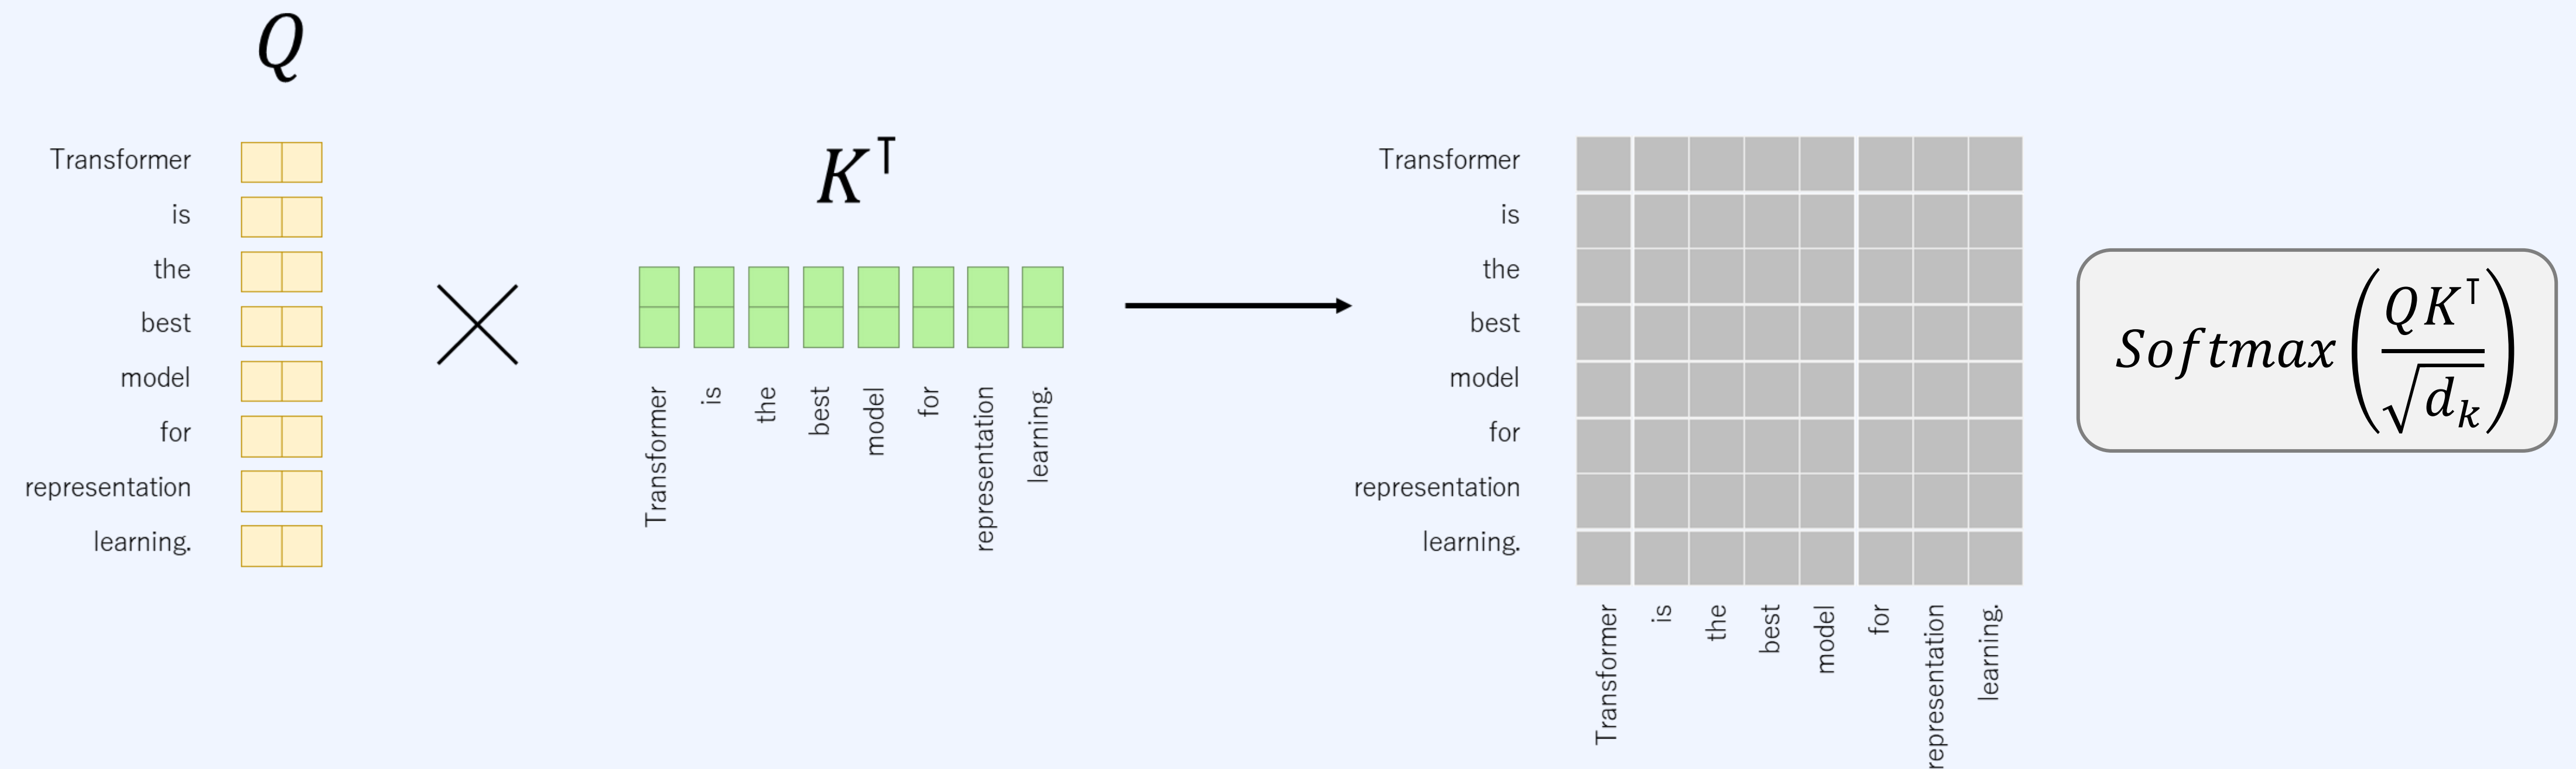 Q
Transformer
is
the
best
model
for
representation
learning.
K⊤
Transformer
is
the
best
model
for
representation
learning.
Transformer
is
the
best
model
for
representation
learning.
Transformer
is
the
best
model
for
representation
learning.
Softmax(QK⊤/√dk)